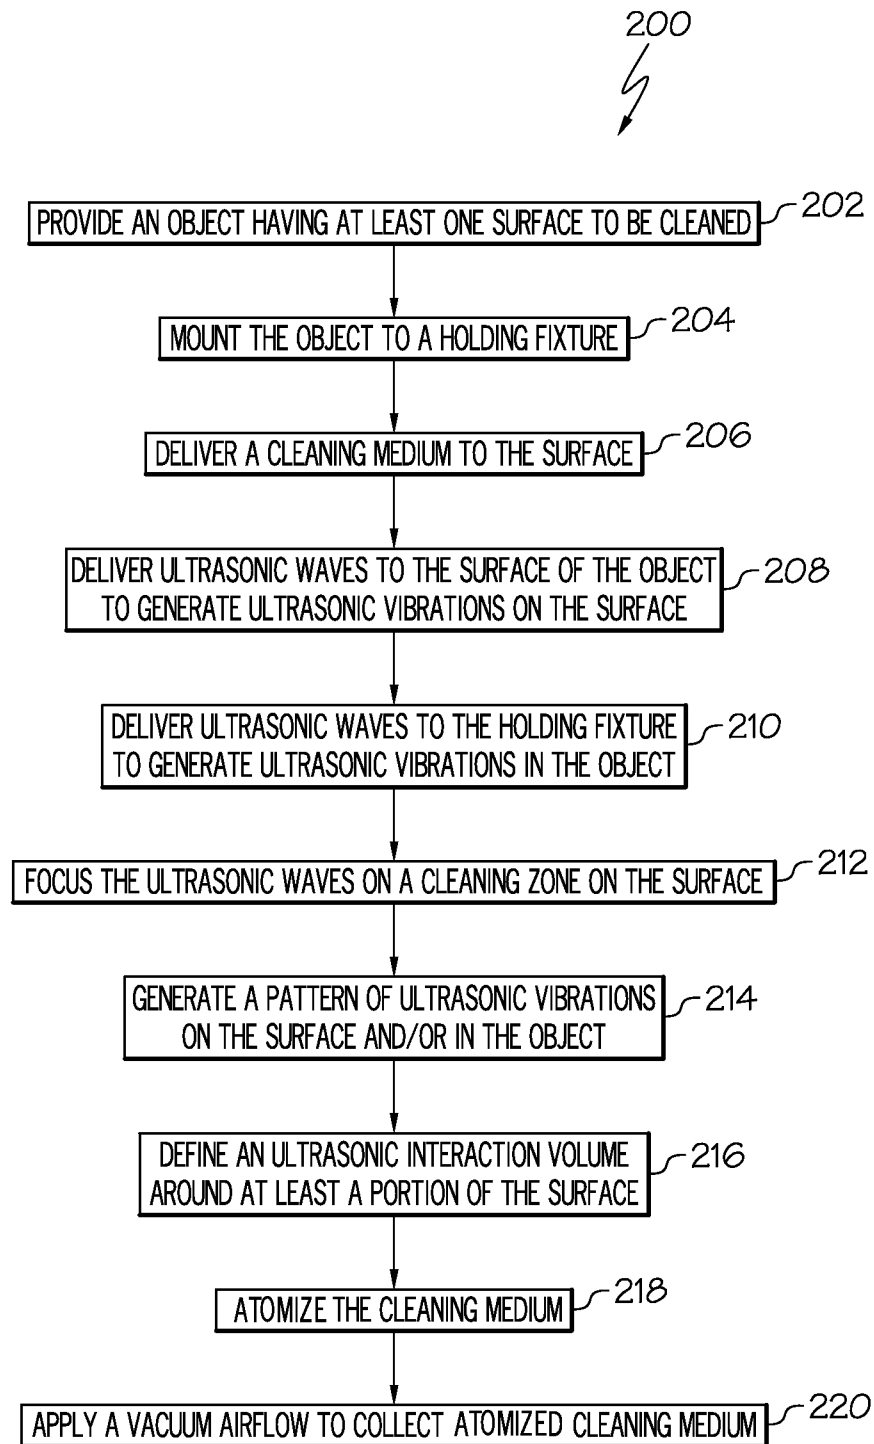 200
PROVIDE AN OBJECT HAVING AT LEAST ONE SURFACE TO BE CLEANED
202
MOUNT THE OBJECT TO A HOLDING FIXTURE
204
DELIVER A CLEANING MEDIUM TO THE SURFACE
206
DELIVER ULTRASONIC WAVES TO THE SURFACE OF THE OBJECT
TO GENERATE ULTRASONIC VIBRATIONS ON THE SURFACE
208
DELIVER ULTRASONIC WAVES TO THE HOLDING FIXTURE
TO GENERATE ULTRASONIC VIBRATIONS IN THE OBJECT
210
FOCUS THE ULTRASONIC WAVES ON A CLEANING ZONE ON THE SURFACE
212
GENERATE A PATTERN OF ULTRASONIC VIBRATIONS
ON THE SURFACE AND/OR IN THE OBJECT
214
DEFINE AN ULTRASONIC INTERACTION VOLUME
AROUND AT LEAST A PORTION OF THE SURFACE
216
ATOMIZE THE CLEANING MEDIUM
218
APPLY A VACUUM AIRFLOW TO COLLECT ATOMIZED CLEANING MEDIUM
220